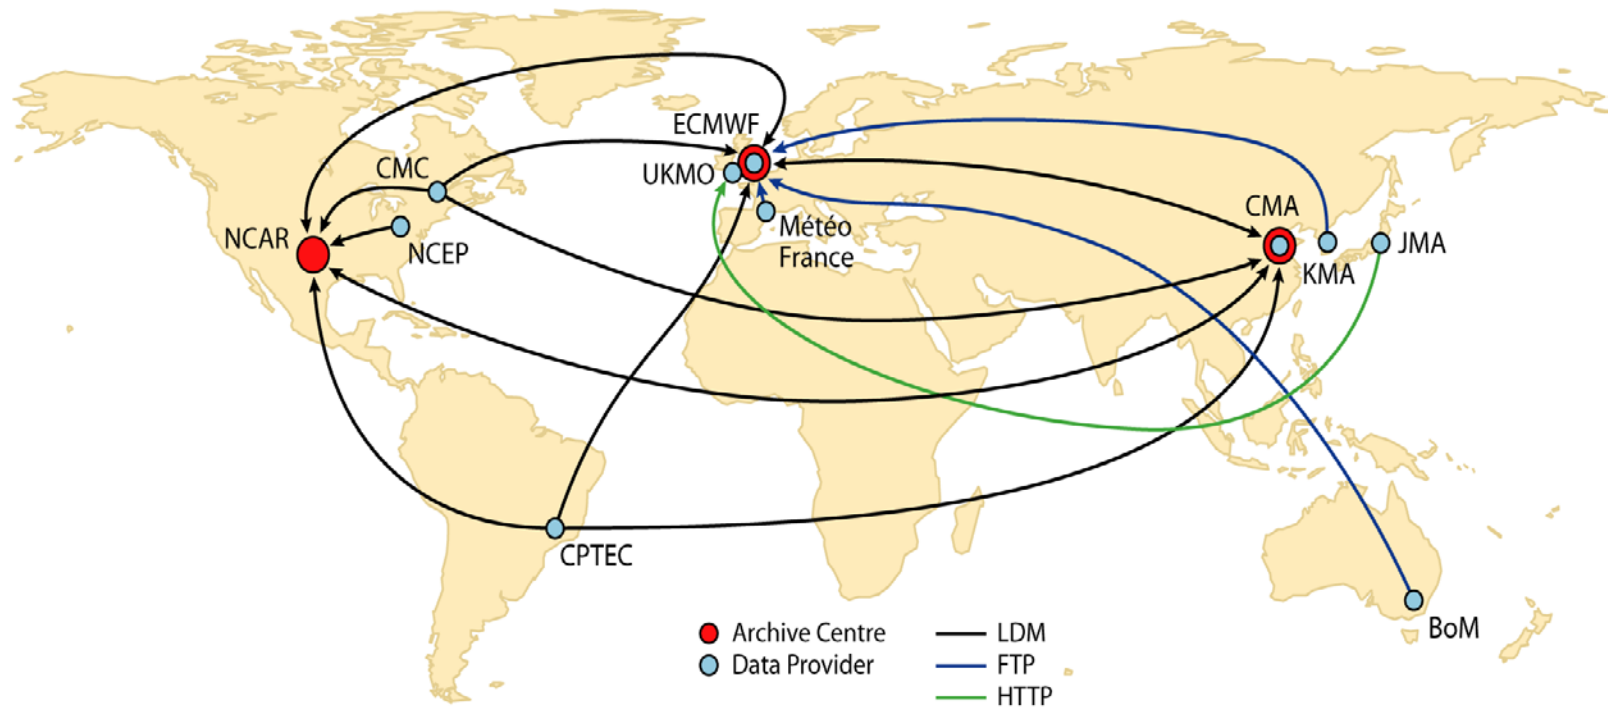 ECMWF
CMC
UKMO
NCAR
NCEP
Météo
France
CMA
KMA
JMA
CPTEC
BoM
Archive Centre
Data Provider
LDM
FTP
HTTP